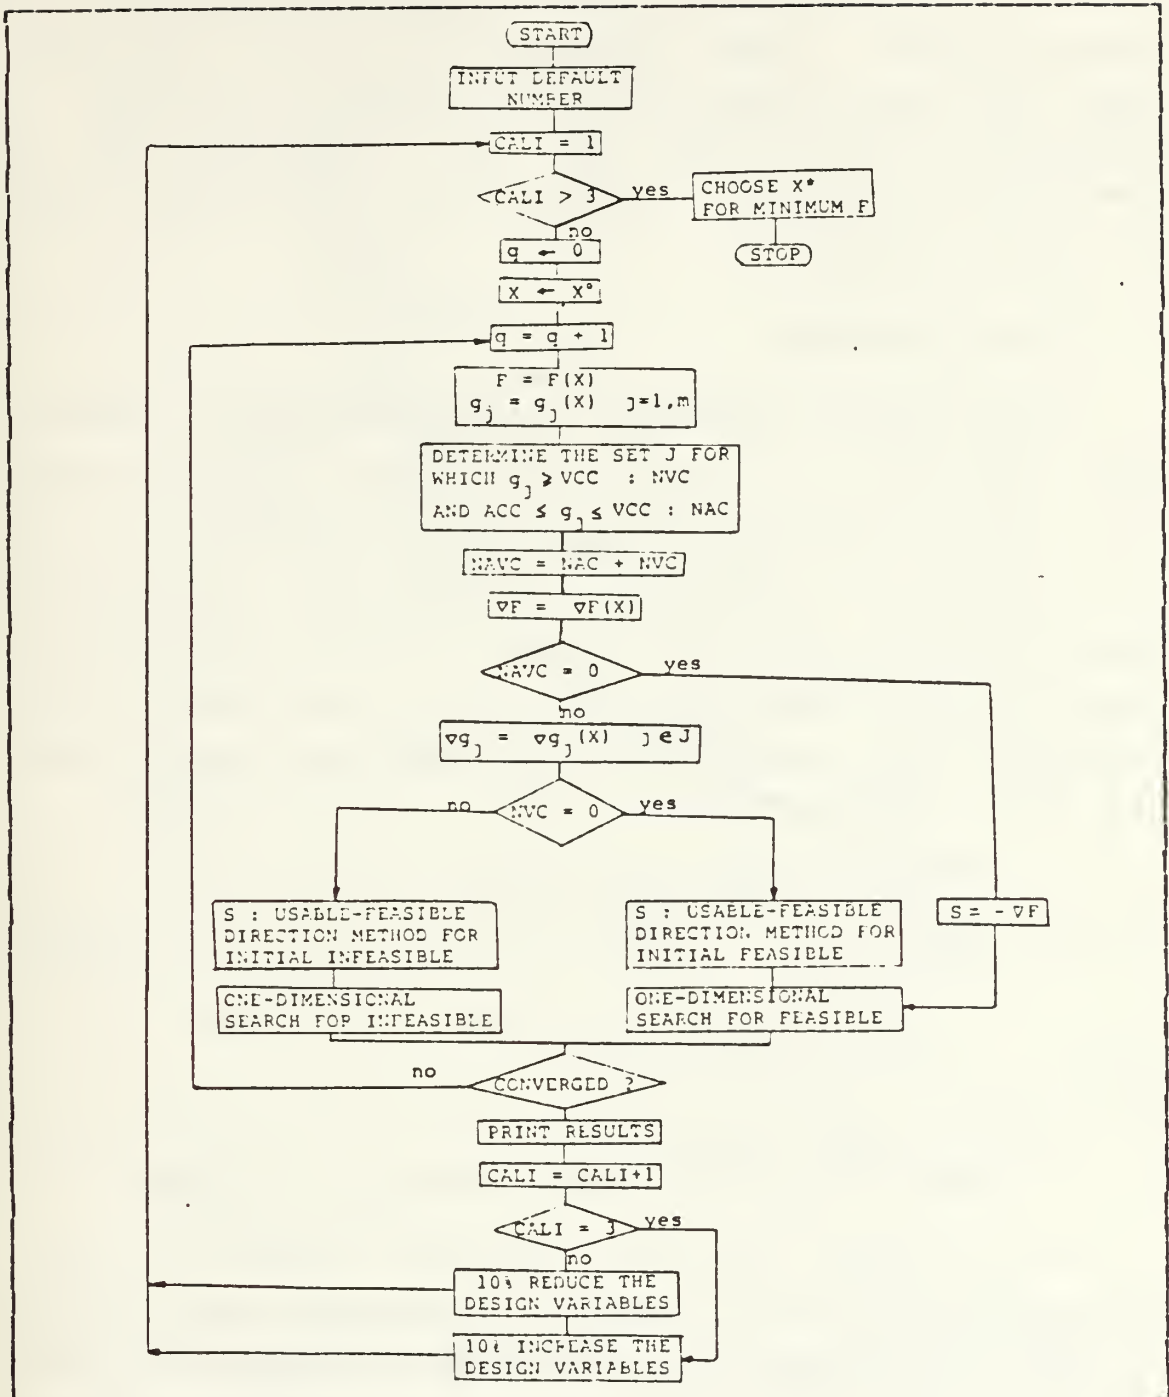 START
INPUT DEFAULT
NUMBER
CALI = 1
CALI > 3
yes
CHOOSE X*
FOR MINIMUM F
STOP
no
q ← 0
X ← X°
q = q + 1
F = F(X)
gj = gj(X) j=1,m
DETERMINE THE SET J FOR
WHICH gj ≥ VCC : NVC
AND ACC ≤ gj ≤ VCC : NAC
NAVC = NAC + NVC
∇F = ∇F(X)
NAVC = 0
yes
no
∇gj = ∇gj(X) j ∈ J
no
NVC = 0
yes
S : USABLE-FEASIBLE
DIRECTION METHOD FOR
INITIAL INFEASIBLE
S : USABLE-FEASIBLE
DIRECTION METHOD FOR
INITIAL FEASIBLE
S = - ∇F
ONE-DIMENSIONAL
SEARCH FOR INFEASIBLE
ONE-DIMENSIONAL
SEARCH FOR FEASIBLE
no
CONVERGED ?
PRINT RESULTS
CALI = CALI+1
CALI = 3
yes
no
10% REDUCE THE
DESIGN VARIABLES
10% INCREASE THE
DESIGN VARIABLES